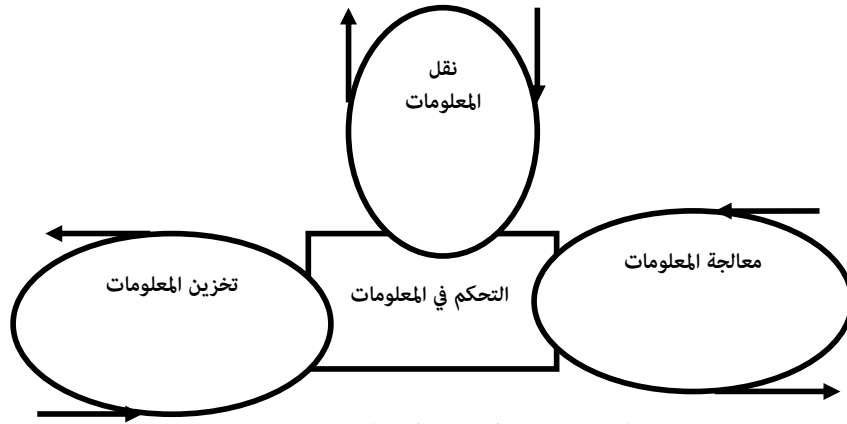 نقل
المعلومات
معالجة المعلومات
التحكم في المعلومات
تخزين المعلومات